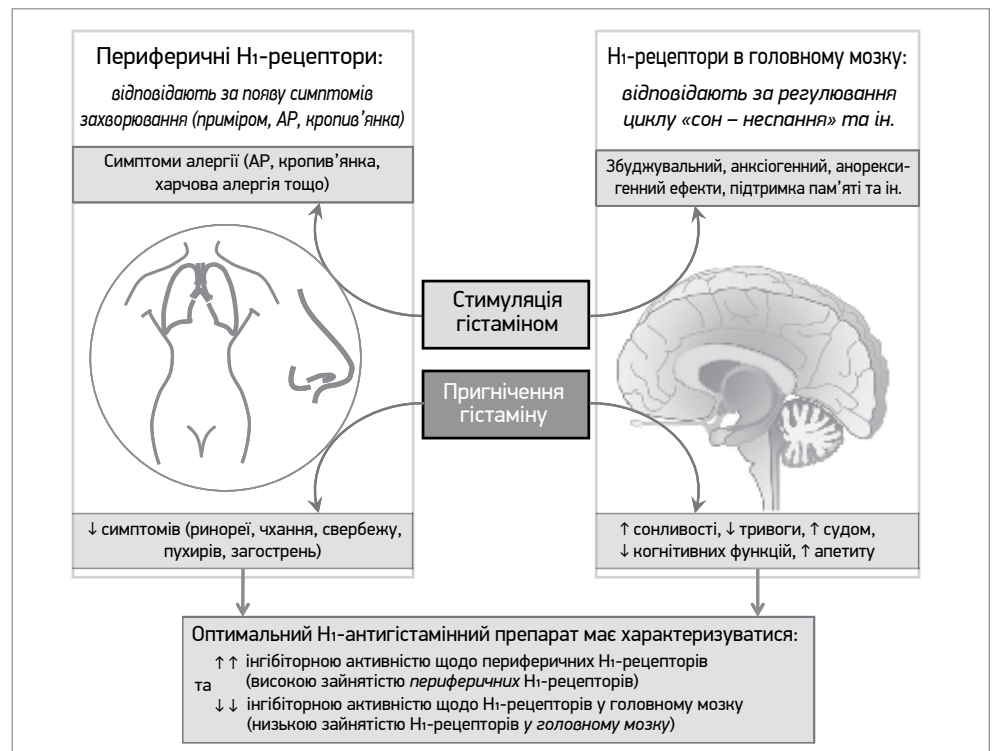 Периферичні H₁-рецептори:
відповідають за появу симптомів
захворювання (приміром, АР, кропив’янка)
Симптоми алергії (АР, кропив’янка,
харчова алергія тощо)
H₁-рецептори в головному мозку:
відповідають за регулювання
циклу «сон – неспання» та ін.
Збуджувальний, анксіогенний, анорекси-
генний ефекти, підтримка пам’яті та ін.
Стимуляція
гістаміном
Пригнічення
гістаміну
↓ симптомів (ринореї, чхання, свербежу,
пухирів, загострень)
↑ сонливості, ↓ тривоги, ↑ судом,
↓ когнітивних функцій, ↑ апетиту
Оптимальний H₁-антигістамінний препарат має характеризуватися:
↑↑ інгібіторною активністю щодо периферичних H₁-рецепторів
(високою зайнятістю периферичних H₁-рецепторів)
та
↓↓ інгібіторною активністю щодо H₁-рецепторів у головному мозку
(низькою зайнятістю H₁-рецепторів у головному мозку)